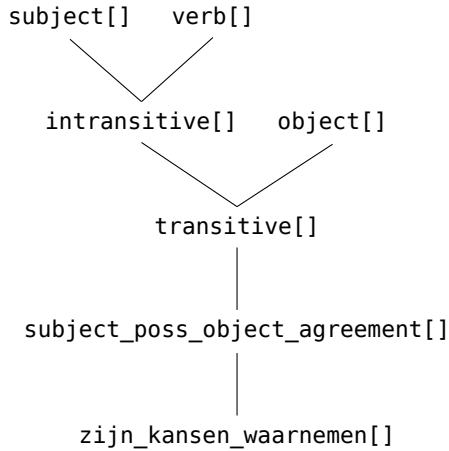 subject[] verb[]
intransitive[] object[]
transitive[]
subject_poss_object_agreement[]
zijn_kansen_waarnemen[]